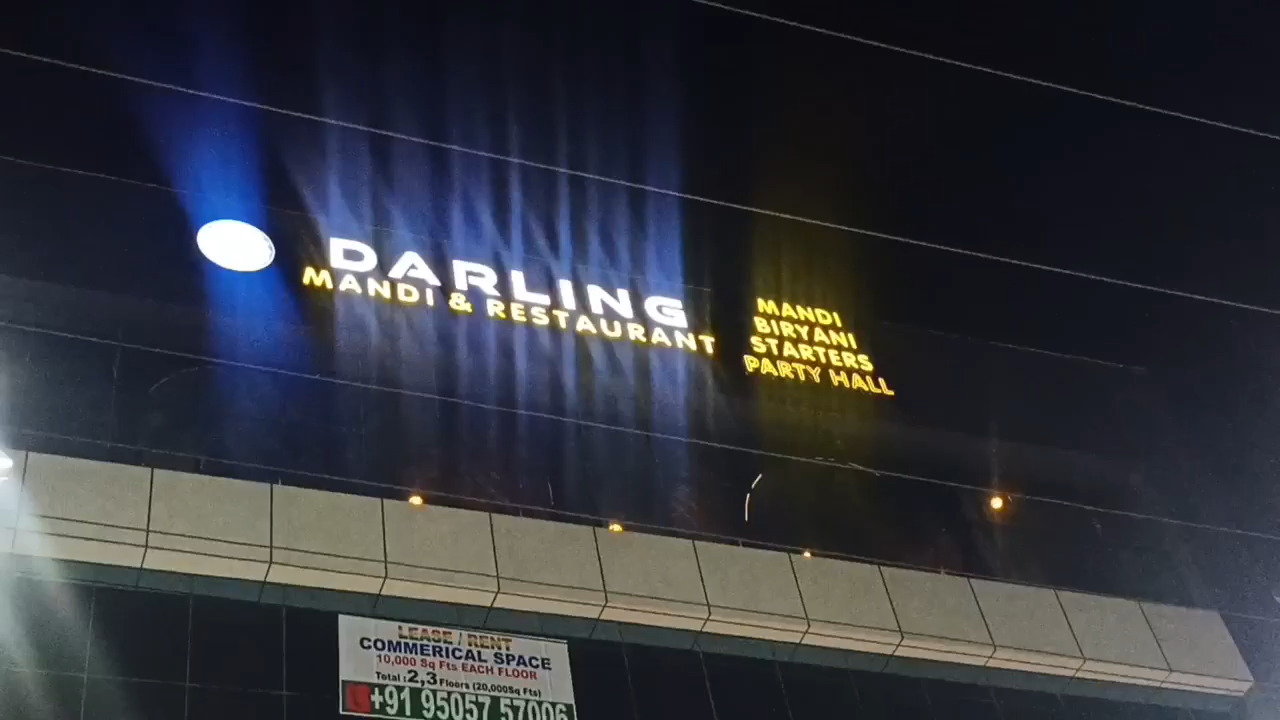 DARLING
MANDI & RESTAURANT
MANDI
BIRYANI
STARTERS
PARTY HALL
LEASE / RENT
COMMERICAL SPACE
10,000 Sq Fts EACH FLOOR
Total : 2,3 Floors (20,000Sq Fts)
+91 95057 57006